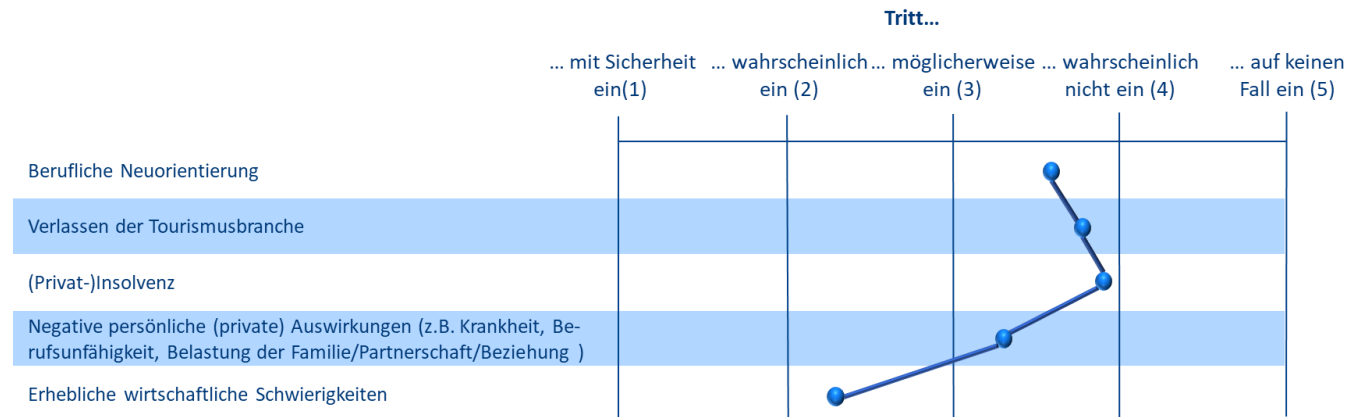 Tritt...
... mit Sicherheit ein(1)
... wahrscheinlich ein (2)
... möglicherweise ein (3)
... wahrscheinlich nicht ein (4)
... auf keinen Fall ein (5)
Berufliche Neuorientierung
Verlassen der Tourismusbranche
(Privat-)Insolvenz
Negative persönliche (private) Auswirkungen (z.B. Krankheit, Be-
rufsunfähigkeit, Belastung der Familie/Partnerschaft/Beziehung )
Erhebliche wirtschaftliche Schwierigkeiten